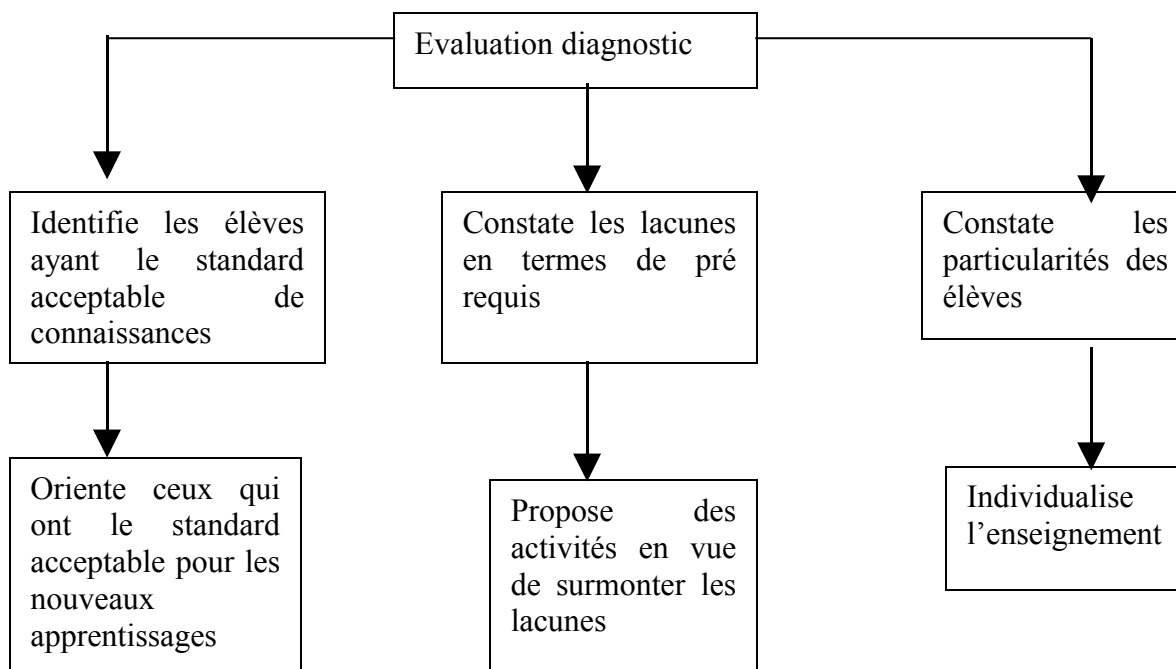 Evaluation diagnostic
Identifie les élèves
ayant le standard
acceptable de
connaissances
Constate les lacunes
en termes de pré
requis
Constate les
particularités des
élèves
Oriente ceux qui
ont le standard
acceptable pour les
nouveaux
apprentissages
Propose des
activités en vue
de surmonter les
lacunes
Individualise
l’enseignement